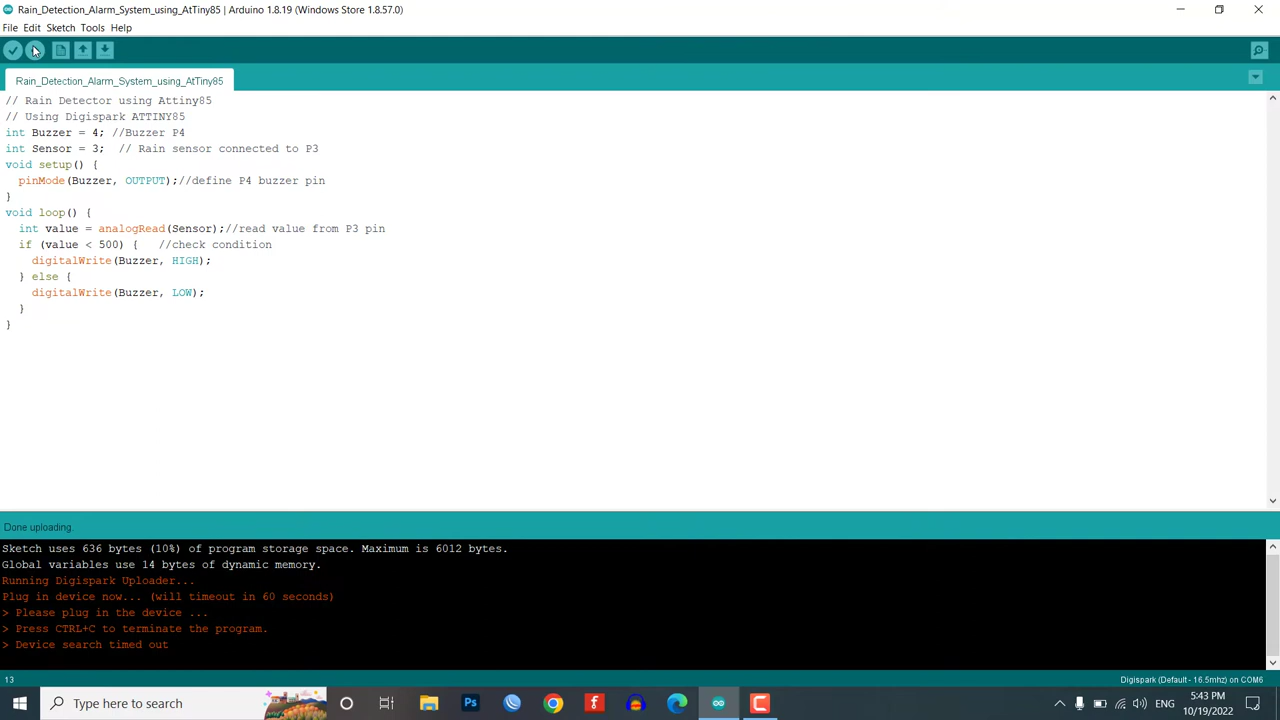 Rain_Detection_Alarm_System_using_AtTiny85 | Arduino 1.8.19 (Windows Store 1.8.57.0)
File Edit Sketch Tools Help
Rain_Detection_Alarm_System_using_AtTiny85
// Rain Detector using Attiny85
// Using Digispark ATTINY85
int Buzzer = 4; //Buzzer P4
int Sensor = 3;  // Rain sensor connected to P3
void setup() {
  pinMode(Buzzer, OUTPUT);//define P4 buzzer pin
}
void loop() {
  int value = analogRead(Sensor);//read value from P3 pin
  if (value < 500) {   //check condition
    digitalWrite(Buzzer, HIGH);
  } else {
    digitalWrite(Buzzer, LOW);
  }
}
Done uploading.
Sketch uses 636 bytes (10%) of program storage space. Maximum is 6012 bytes.
Global variables use 14 bytes of dynamic memory.
Running Digispark Uploader...
Plug in device now... (will timeout in 60 seconds)
> Please plug in the device ...
> Press CTRL+C to terminate the program.
> Device search timed out
13 Digispark (Default - 16.5mhz) on COM6
Type here to search
Ps
ENG
5:43 PM
10/19/2022